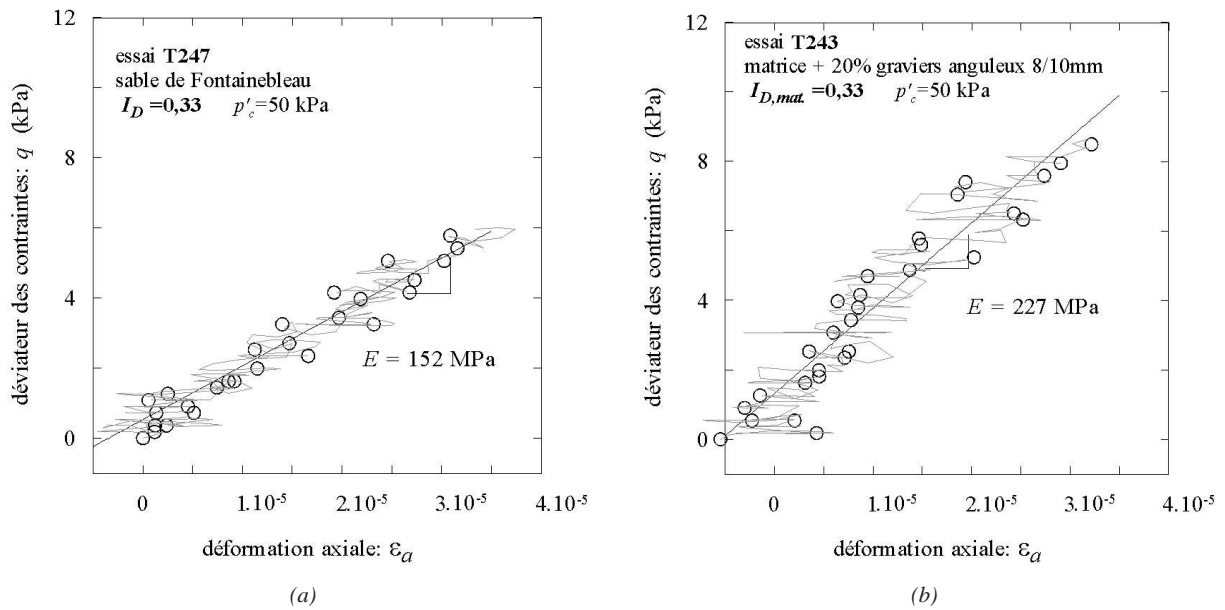 12
8
4
0
déviateur des contraintes: q (kPa)
essai T247
sable de Fontainebleau
I_D =0,33 p'_c=50 kPa
E = 152 MPa
0 1.10⁻⁵ 2.10⁻⁵ 3.10⁻⁵ 4.10⁻⁵
déformation axiale: ε_a
(a)
12
8
4
0
déviateur des contraintes: q (kPa)
essai T243
matrice + 20% graviers anguleux 8/10mm
I_D,mat. =0,33 p'_c=50 kPa
E = 227 MPa
0 1.10⁻⁵ 2.10⁻⁵ 3.10⁻⁵ 4.10⁻⁵
déformation axiale: ε_a
(b)